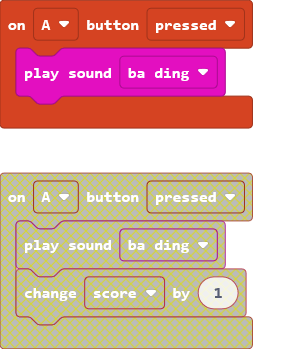 on A button pressed
play sound ba ding
on A button pressed
play sound ba ding
change score by 1